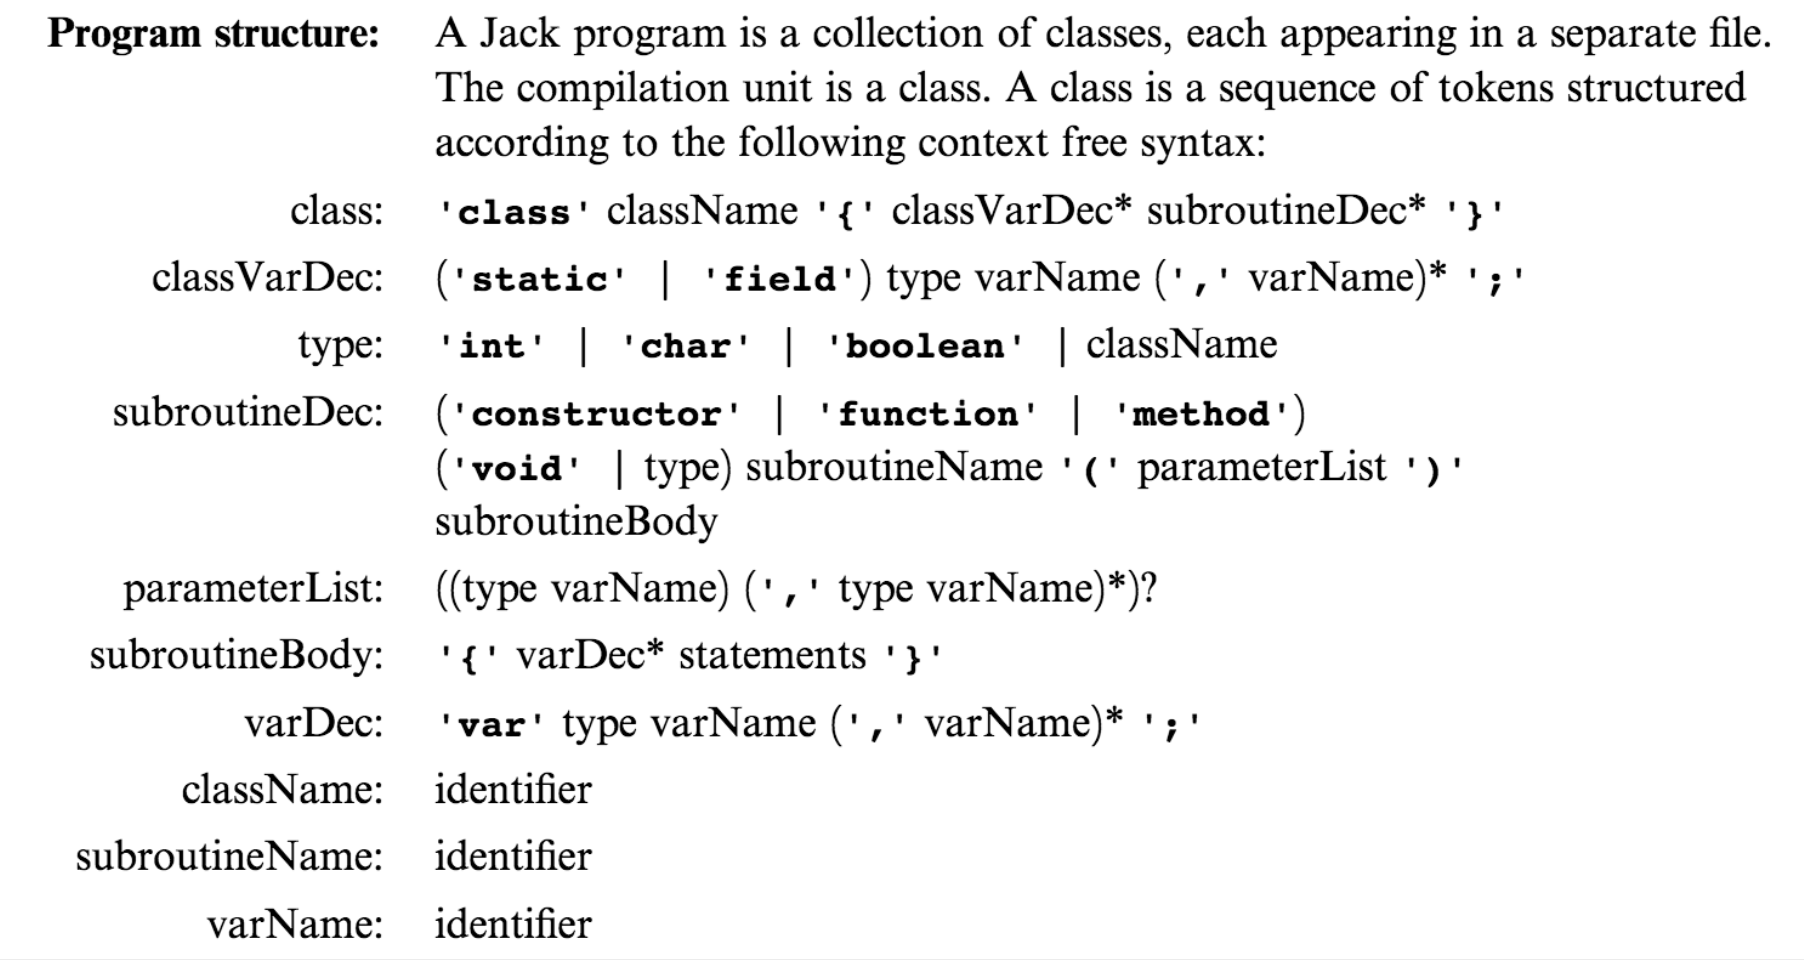 Program structure: A Jack program is a collection of classes, each appearing in a separate file.
The compilation unit is a class. A class is a sequence of tokens structured
according to the following context free syntax:
class: 'class' className '{' classVarDec* subroutineDec* '}'
classVarDec: ('static' | 'field') type varName (',' varName)* ';'
type: 'int' | 'char' | 'boolean' | className
subroutineDec: ('constructor' | 'function' | 'method')
('void' | type) subroutineName '(' parameterList ')'
subroutineBody
parameterList: ((type varName) (',' type varName)*)?
subroutineBody: '{' varDec* statements '}'
varDec: 'var' type varName (',' varName)* ';'
className: identifier
subroutineName: identifier
varName: identifier